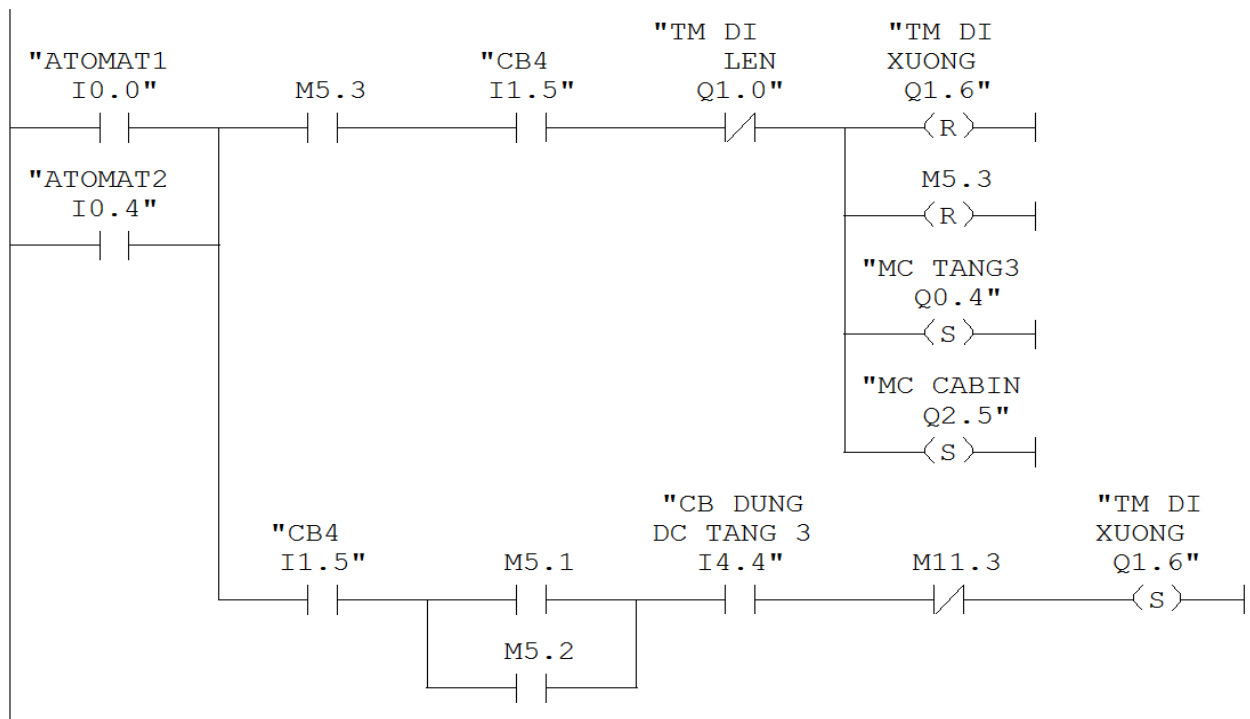 "TM DI
LEN
Q1.0"
"TM DI
XUONG
Q1.6"
"ATOMAT1
I0.0"
M5.3
"CB4
I1.5"
(R)
"ATOMAT2
I0.4"
M5.3
(R)
"MC TANG3
Q0.4"
(S)
"MC CABIN
Q2.5"
(S)
"CB4
I1.5"
M5.1
"CB DUNG
DC TANG 3
I4.4"
M11.3
"TM DI
XUONG
Q1.6"
(S)
M5.2